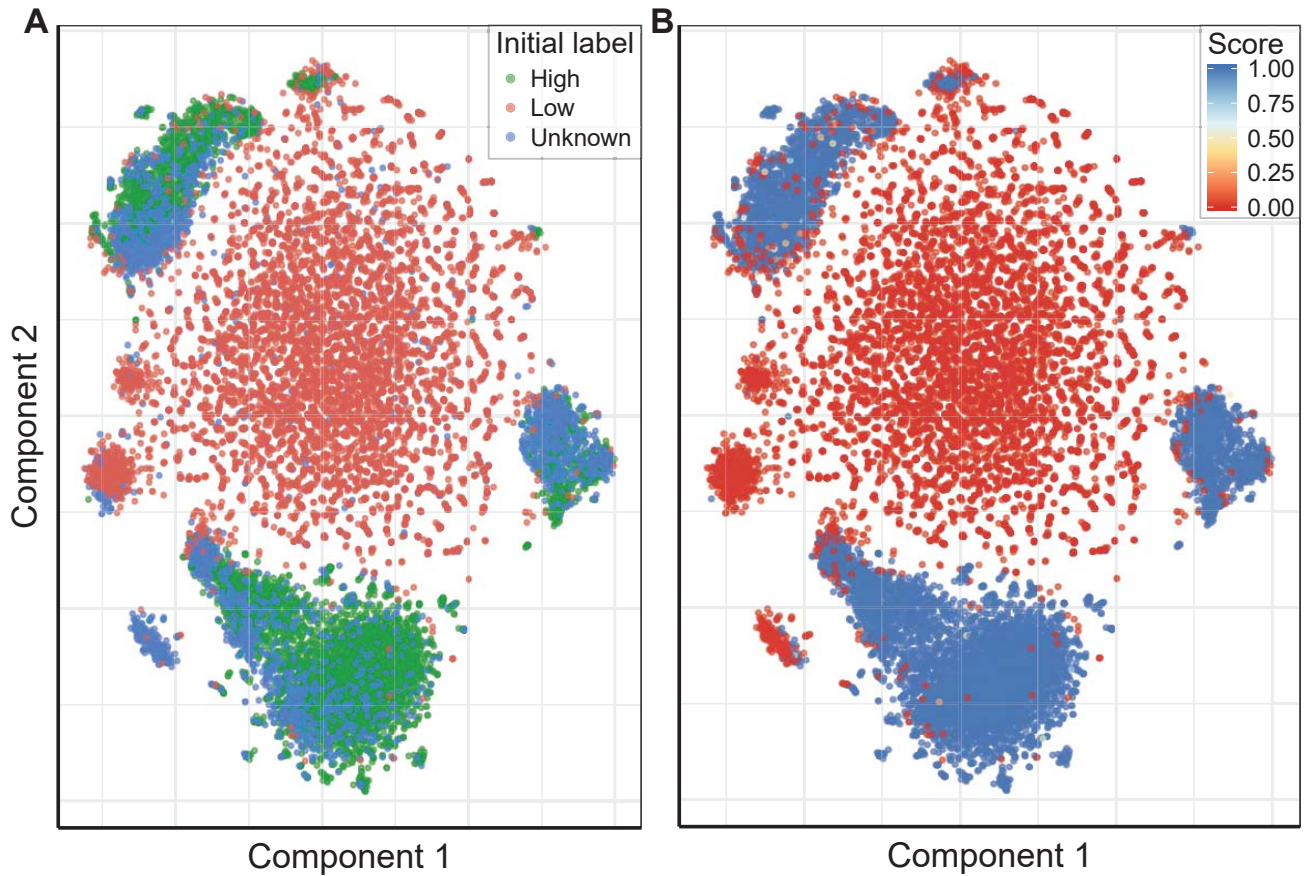 A
Initial label
High
Low
Unknown
Component 2
Component 1
B
Score
1.00
0.75
0.50
0.25
0.00
Component 1